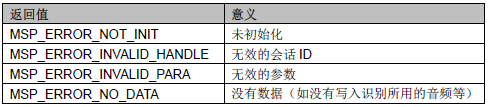 返回值 意义
MSP_ERROR_NOT_INIT 未初始化
MSP_ERROR_INVALID_HANDLE 无效的会话 ID
MSP_ERROR_INVALID_PARA 无效的参数
MSP_ERROR_NO_DATA 没有数据（如没有写入识别所用的音频等）